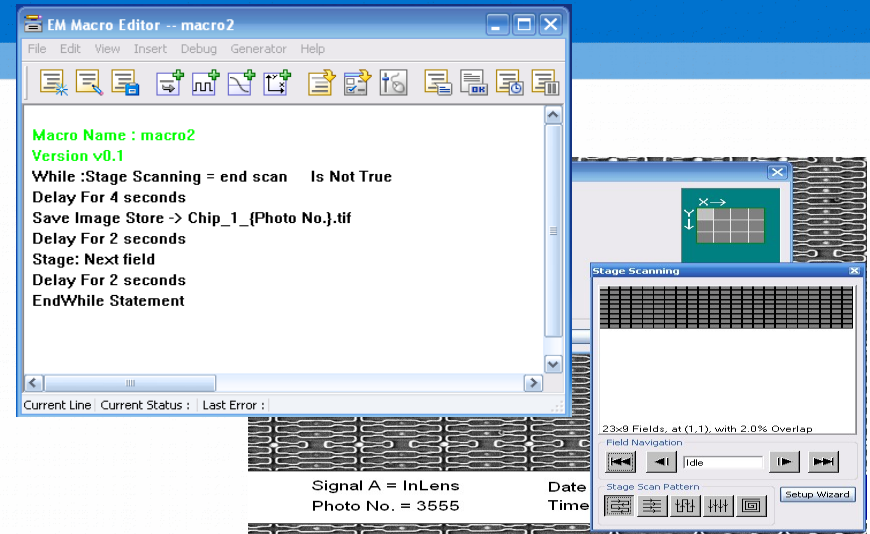 EM Macro Editor -- macro2
File Edit View Insert Debug Generator Help
Macro Name : macro2
Version v0.1
While :Stage Scanning = end scan Is Not True
Delay For 4 seconds
Save Image Store -> Chip_1_{Photo No.}.tif
Delay For 2 seconds
Stage: Next field
Delay For 2 seconds
EndWhile Statement
Current Line Current Status : Last Error :
X
Y
Stage Scanning
23x9 Fields, at (1,1), with 2.0% Overlap
Field Navigation
Idle
Stage Scan Pattern
Setup Wizard
Signal A = InLens
Photo No. = 3555
Date
Time